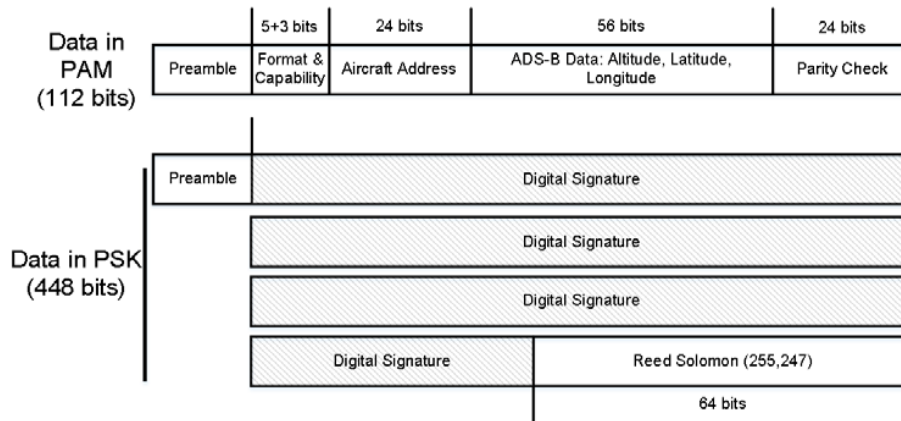 5+3 bits 24 bits 56 bits 24 bits
Data in
PAM
(112 bits)
Preamble
Format &
Capability
Aircraft Address
ADS-B Data: Altitude, Latitude,
Longitude
Parity Check
Data in PSK
(448 bits)
Preamble
Digital Signature
Digital Signature
Digital Signature
Digital Signature
Reed Solomon (255,247)
64 bits